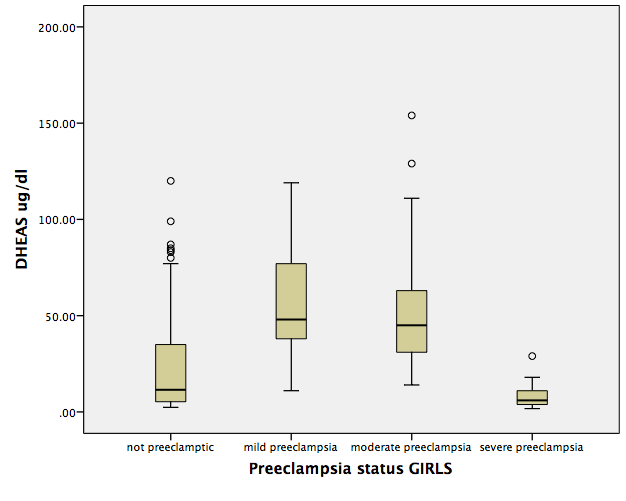 200.00
150.00
100.00
50.00
.00
DHEAS ug/dl
not preeclamptic mild preeclampsia moderate preeclampsia severe preeclampsia
Preeclampsia status GIRLS